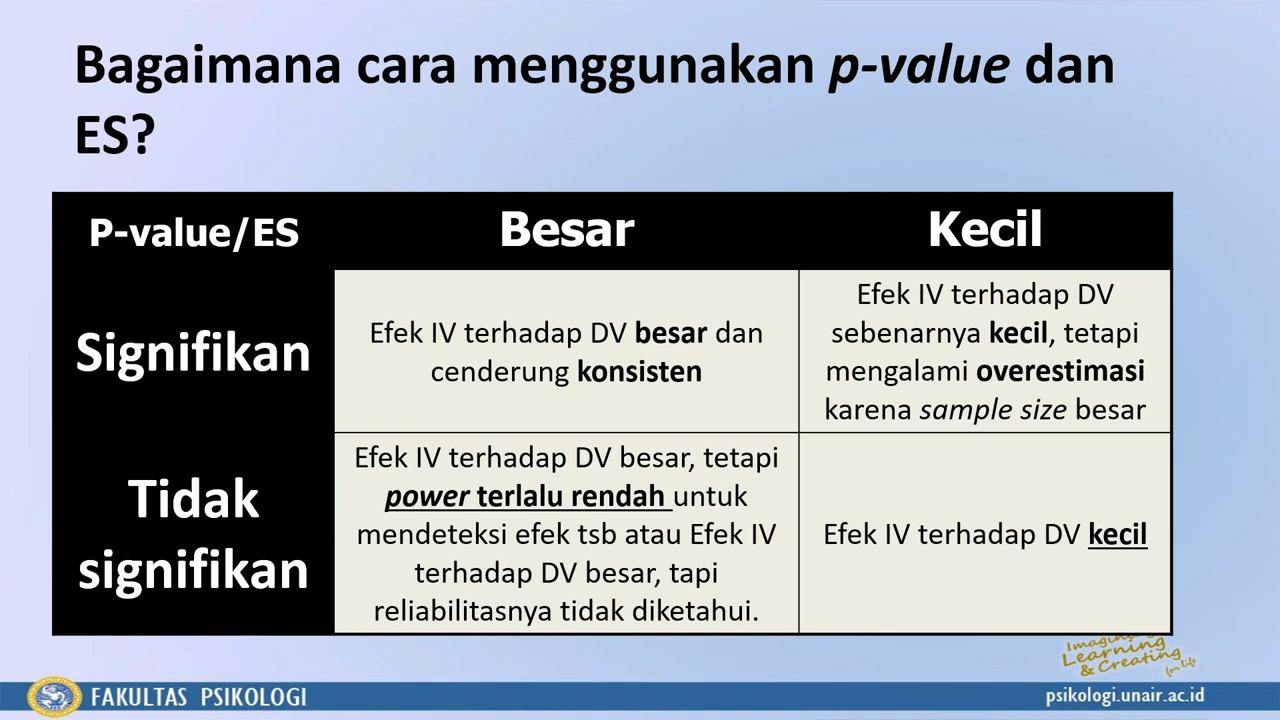 Bagaimana cara menggunakan p-value dan
ES?
P-value/ES
Besar
Kecil
Signifikan
Efek IV terhadap DV besar dan
cenderung konsisten
Efek IV terhadap DV
sebenarnya kecil, tetapi
mengalami overestimasi
karena sample size besar
Tidak
signifikan
Efek IV terhadap DV besar, tetapi
power terlalu rendah untuk
mendeteksi efek tsb atau Efek IV
terhadap DV besar, tapi
reliabilitasnya tidak diketahui.
Efek IV terhadap DV kecil
Learning
& Creating
for life
FAKULTAS PSIKOLOGI
psikologi.unair.ac.id